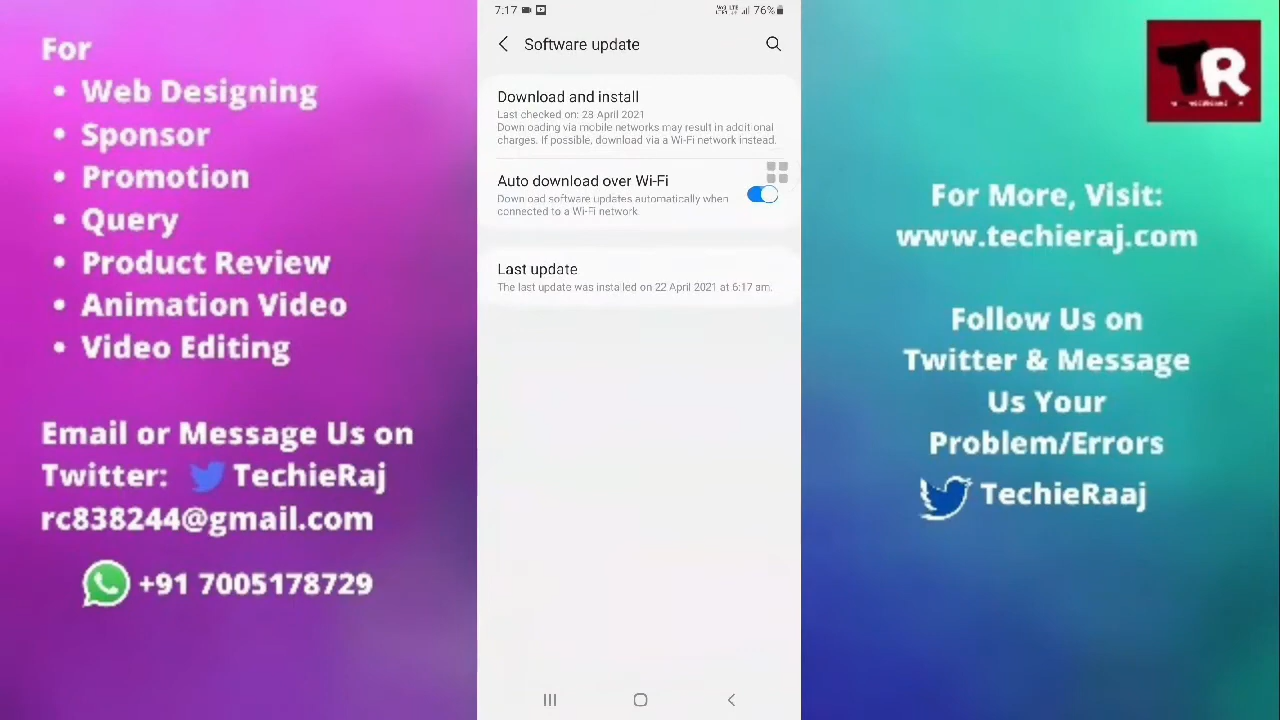 For
• Web Designing
• Sponsor
• Promotion
• Query
• Product Review
• Animation Video
• Video Editing
Email or Message Us on
Twitter: TechieRaj
rc838244@gmail.com
+91 7005178729
7:17
76%
Software update
Download and install
Last checked on: 28 April 2021
Downloading via mobile networks may result in additional
charges. If possible, download via a Wi-Fi network instead.
Auto download over Wi-Fi
Download software updates automatically when
connected to a Wi-Fi network.
Last update
The last update was installed on 22 April 2021 at 6:17 am.
TR
For More, Visit:
www.techieraj.com
Follow Us on
Twitter & Message
Us Your
Problem/Errors
TechieRaaj